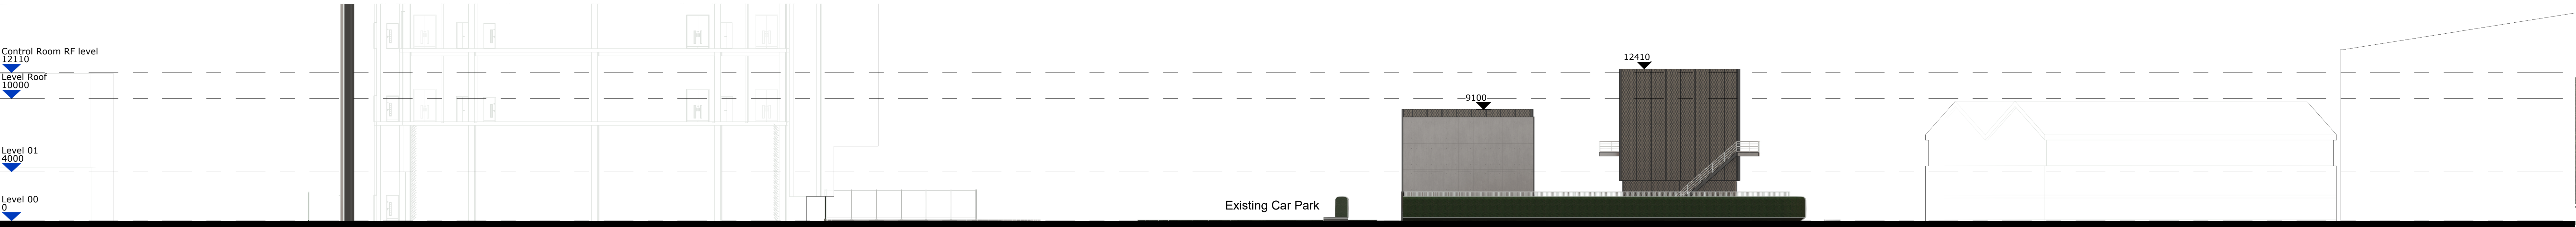 Control Room RF level
12110
Level Roof
10000
Level 01
4000
Level 00
0
Existing Car Park
9100
12410